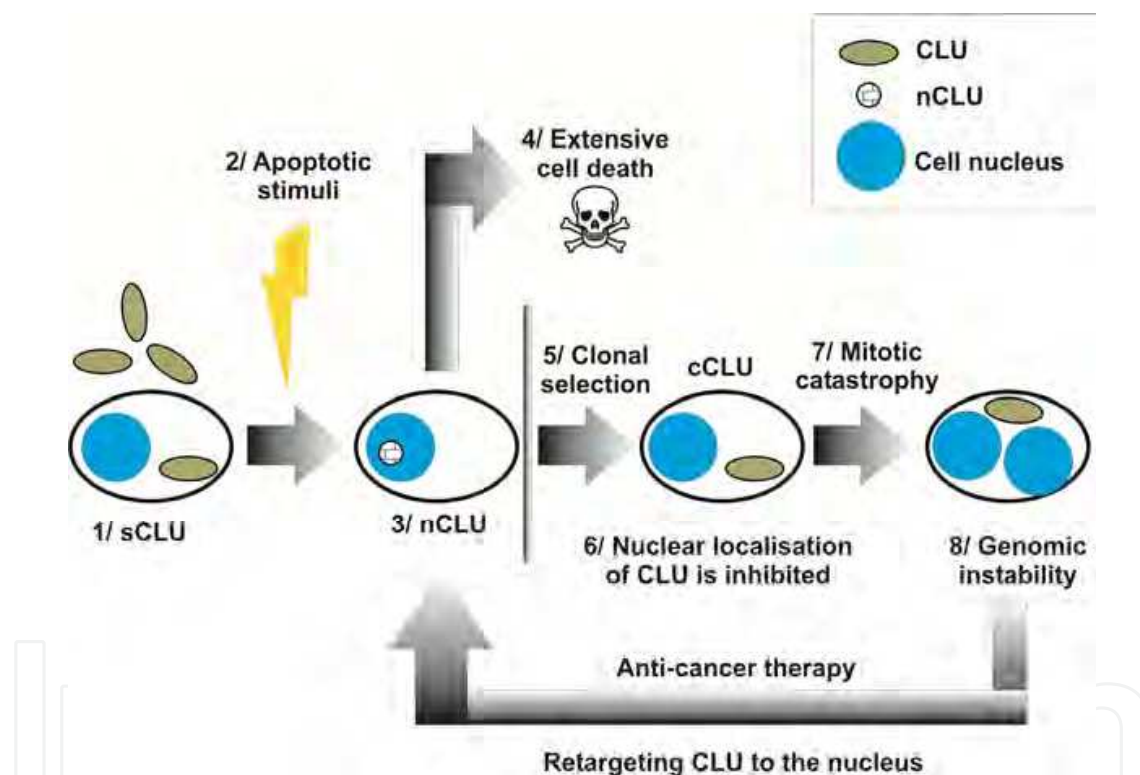 CLU
nCLU
Cell nucleus
4/ Extensive
cell death
2/ Apoptotic
stimuli
5/ Clonal
selection
cCLU
7/ Mitotic
catastrophy
1/ sCLU
3/ nCLU
6/ Nuclear localisation
of CLU is inhibited
8/ Genomic
instability
Anti-cancer therapy
Retargeting CLU to the nucleus